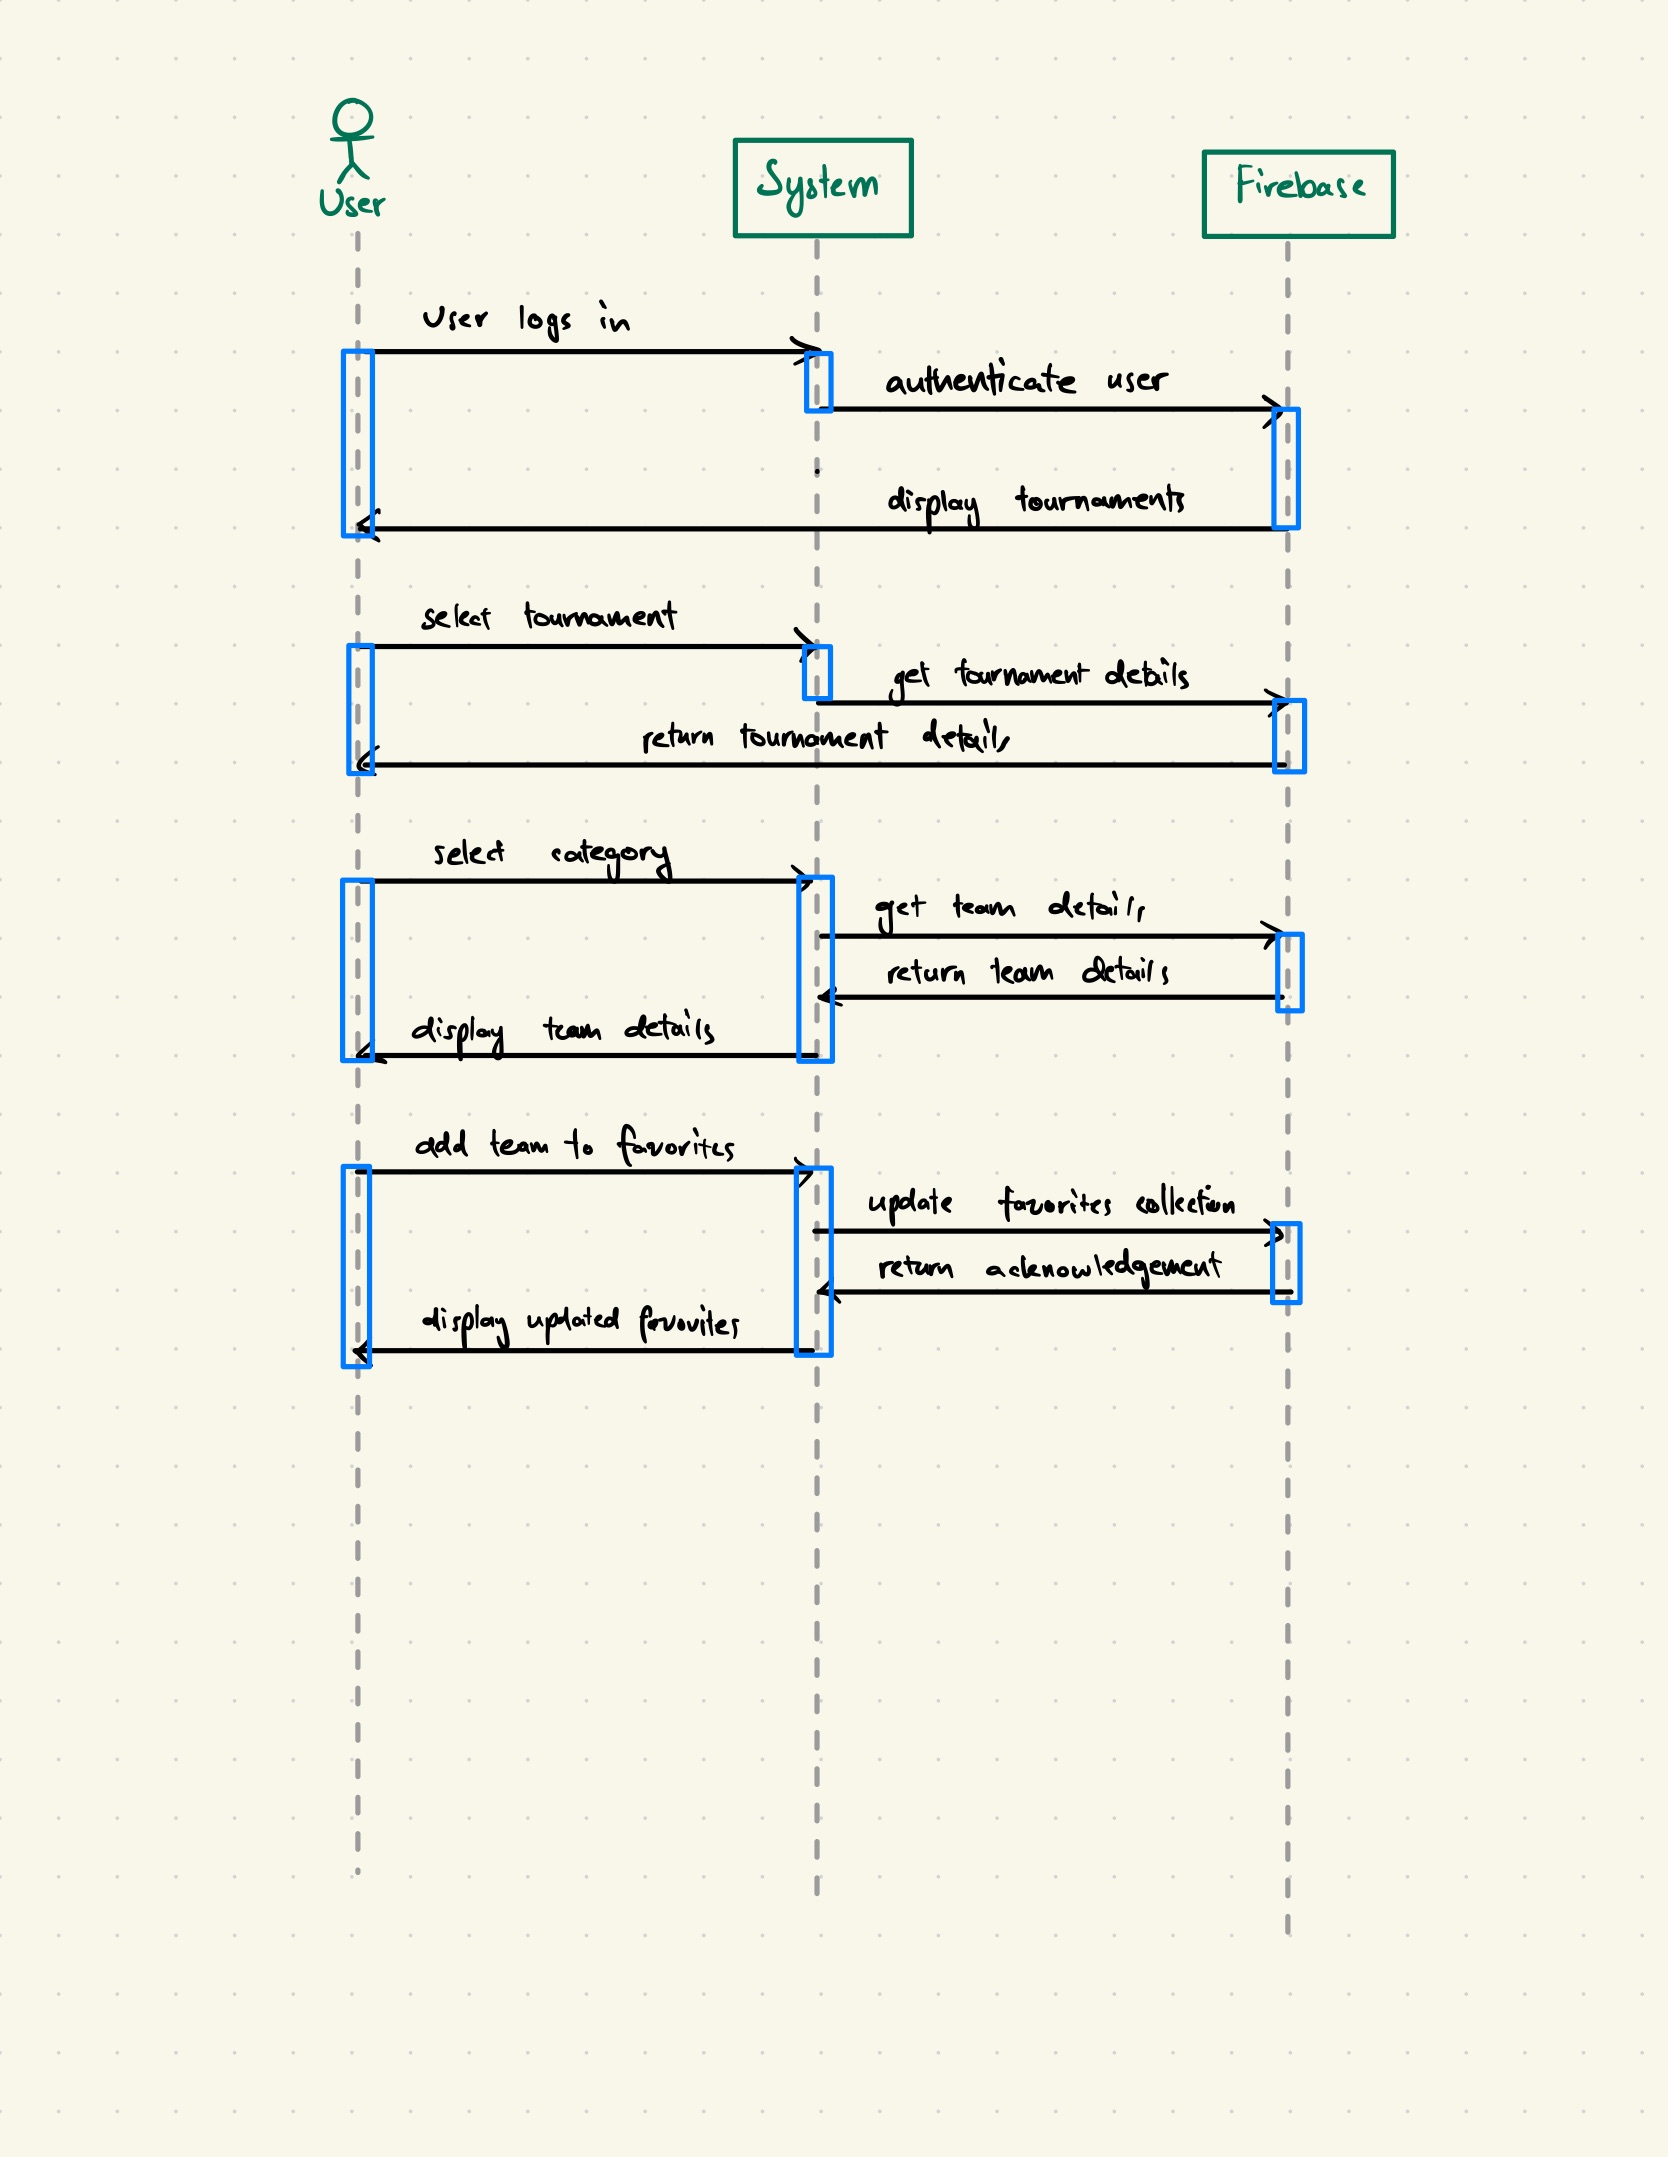 User
System
Firebase
User logs in
authenticate user
display tournaments
select tournament
get tournament details
return tournament details
select category
get team details
return team details
display team details
add team to favorites
update favorites collection
return acknowledgement
display updated favorites